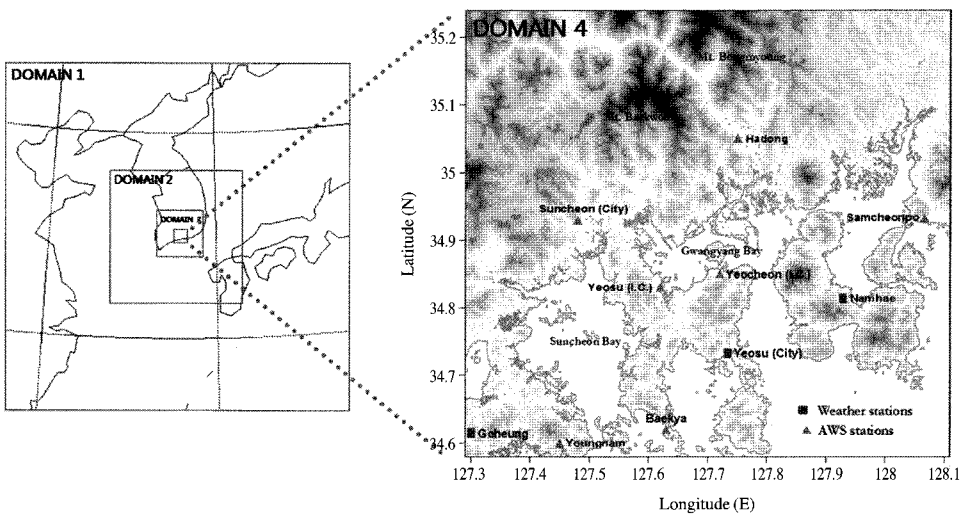 DOMAIN 1
DOMAIN 2
DOMAIN 4
35.2
35.1
35
34.9
34.8
34.7
34.6
Latitude (N)
Hadong
Suncheon (City)
Samcheonpo
Gwangyang Bay
Yeocheon (I.C.)
Yeosu (I.C.)
Namhae
Suncheon Bay
Yeosu (City)
Baekya
Goheung
Youngnam
Weather stations
AWS stations
127.3
127.4
127.5
127.6
127.7
127.8
127.9
128
128.1
Longitude (E)